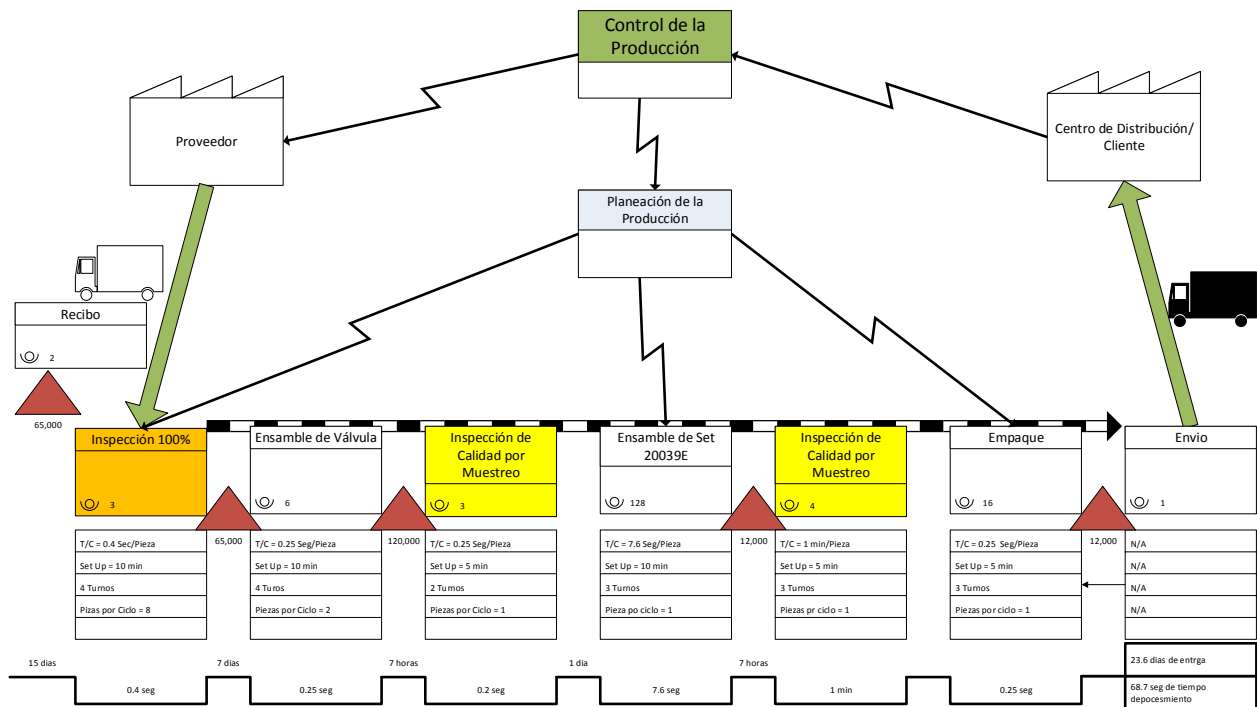 Control de la
Producción
Proveedor
Centro de Distribución/
Cliente
Planeación de la
Producción
Recibo
2
65,000
Inspección 100%
3
65,000
Ensamble de Válvula
6
120,000
Inspección de
Calidad por
Muestreo
3
Ensamble de Set
20039E
128
12,000
Inspección de
Calidad por
Muestreo
4
Empaque
16
12,000
Envio
1
T/C = 0.4 Sec/Pieza
Set Up = 10 min
4 Turnos
Pizas por Ciclo = 8
T/C = 0.25 Seg/Pieza
Set Up = 10 min
4 Turos
Piezas por Ciclo = 2
T/C = 0.25 Seg/Pieza
Set Up = 5 min
2 Turnos
Piezas por Ciclo = 1
T/C = 7.6 Seg/Pieza
Set Up = 10 min
3 Turnos
Pieza po ciclo = 1
T/C = 1 min/Pieza
Set Up = 5 min
3 Turnos
Piezas pr ciclo = 1
T/C = 0.25 Seg/Pieza
Set Up = 5 min
3 Turnos
Piezas por ciclo = 1
N/A
N/A
N/A
N/A
15 dias
0.4 seg
7 dias
0.25 seg
7 horas
0.2 seg
1 dia
7.6 seg
7 horas
1 min
0.25 seg
23.6 dias de entrga
68.7 seg de tiempo
depocesmiento